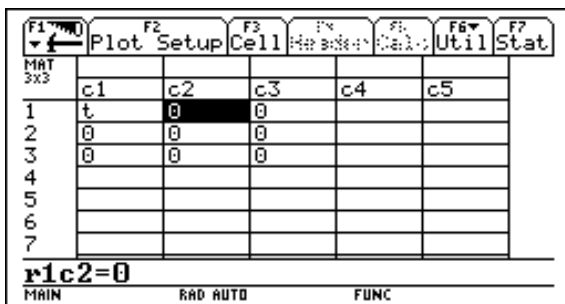 F1 F2 F3 F4 F5 F6 F7
Plot Setup Cell Header Calc Util Stat
MAT
3x3
c1 c2 c3 c4 c5
1 t 0 0
2 0 0 0
3 0 0 0
4
5
6
7
r1c2=0
MAIN RAD AUTO FUNC